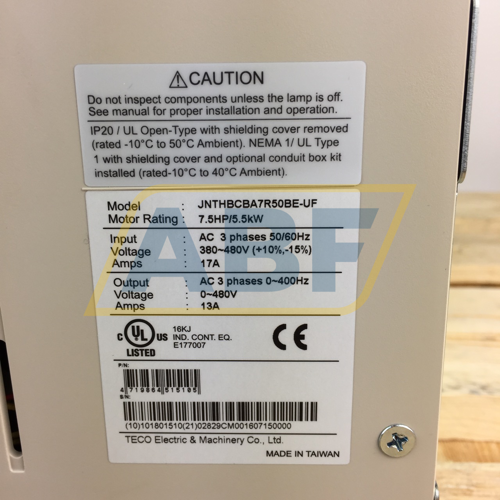 ⚠CAUTION
Do not inspect components unless the lamp is off.
See manual for proper installation and operation.
IP20 / UL Open-Type with shielding cover removed
(rated -10°C to 50°C Ambient). NEMA 1/ UL Type
1 with shielding cover and optional conduit box kit
installed (rated -10°C to 40°C Ambient).
Model : JNTHBCBA7R50BE-UF
Motor Rating : 7.5HP/5.5kW
Input : AC 3 phases 50/60Hz
Voltage : 380~480V (+10%,-15%)
Amps : 17A
Output : AC 3 phases 0~400Hz
Voltage : 0~480V
Amps : 13A
ABF
C UL US
LISTED
16KJ
IND. CONT. EQ.
E177007
CE
P/N:
4 719864 515105
S/N:
(10)101801510(21)02829CM001607150000
TECO Electric & Machinery Co., Ltd.
MADE IN TAIWAN